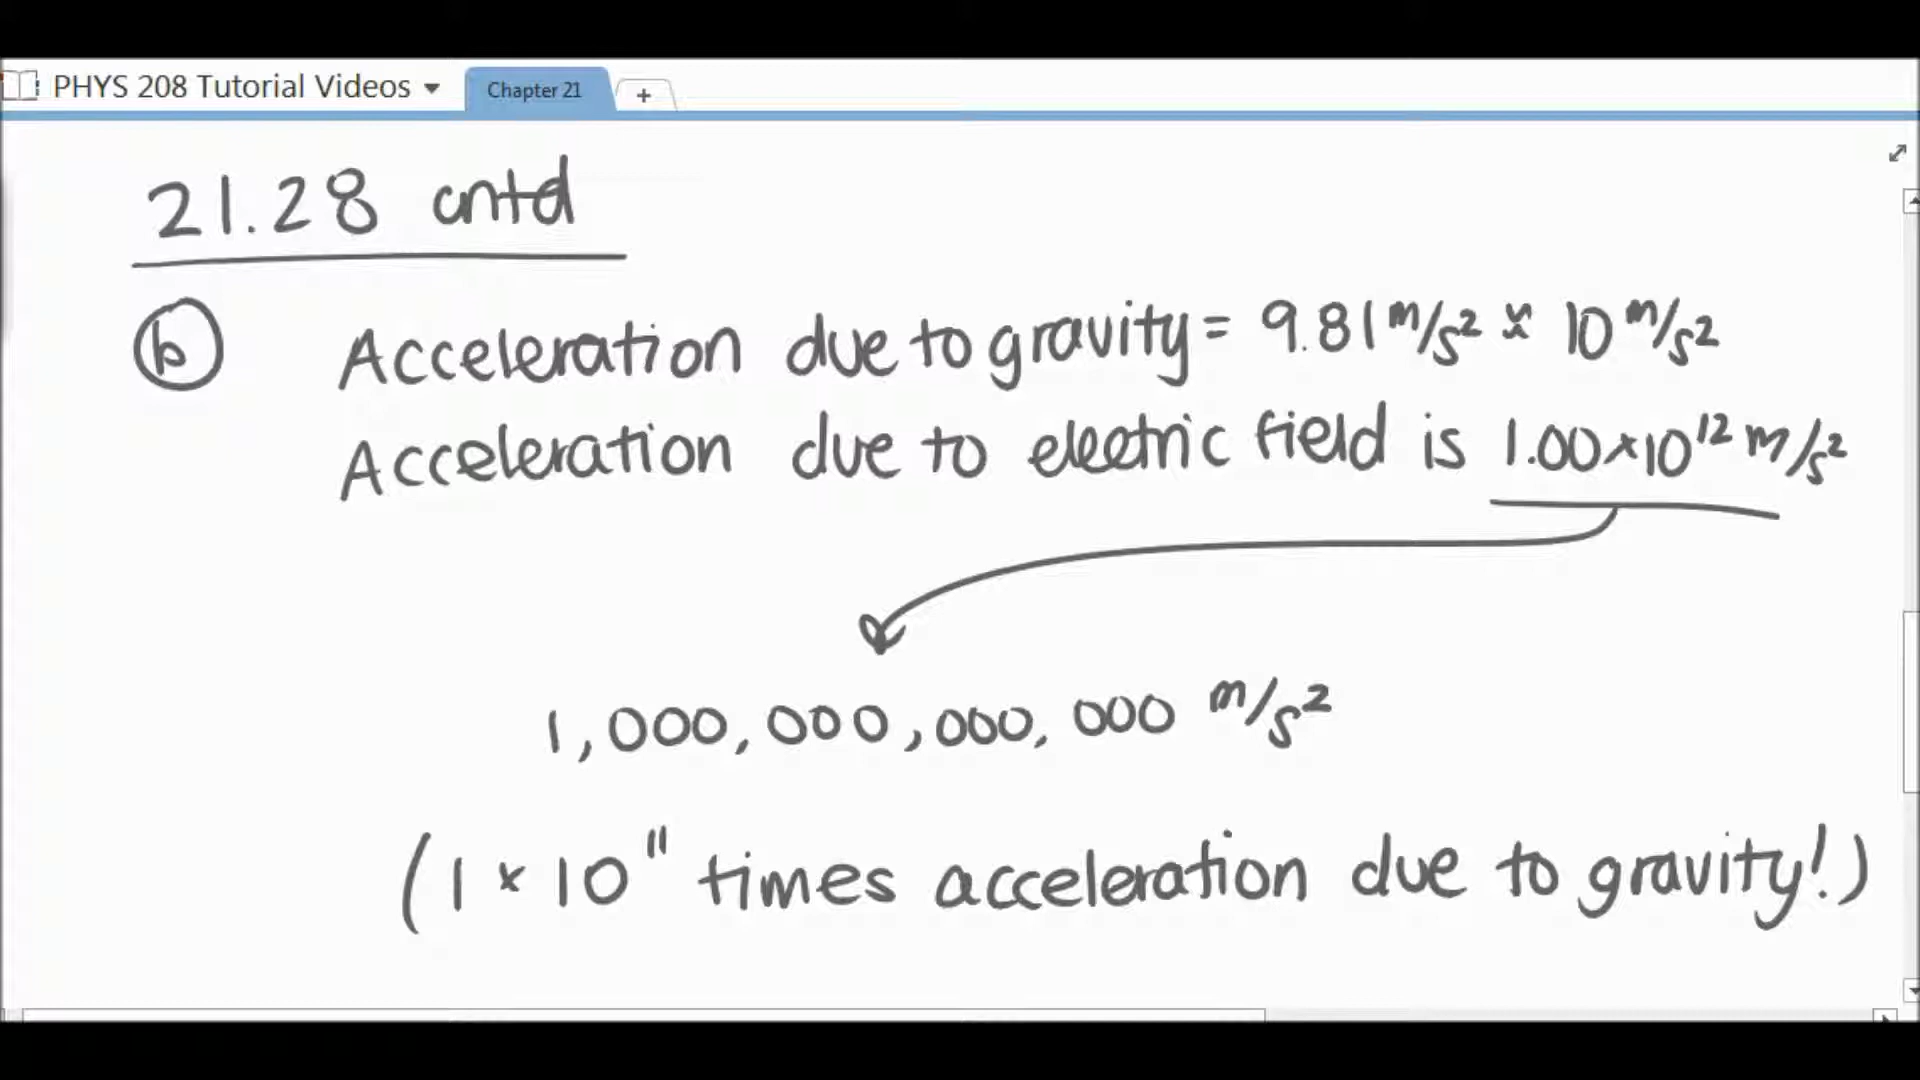 PHYS 208 Tutorial Videos Chapter 21 +
21.28 cntd
b Acceleration due to gravity = 9.81 m/s² ≈ 10 m/s²
Acceleration due to electric field is 1.00×10¹² m/s²
1,000,000,000,000 m/s²
(1 × 10¹¹ times acceleration due to gravity!)